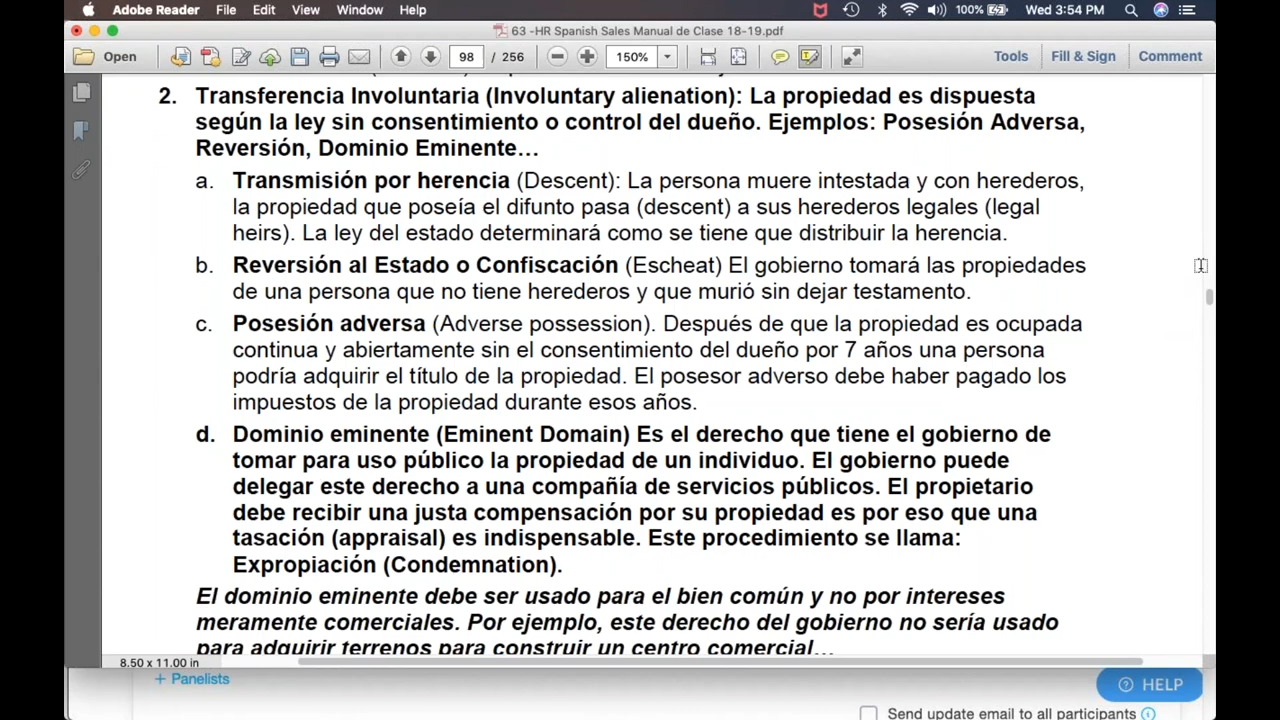 Adobe Reader File Edit View Window Help 100% Wed 3:54 PM
63 -HR Spanish Sales Manual de Clase 18-19.pdf
Open 98 / 256 150% Tools Fill & Sign Comment
2. Transferencia Involuntaria (Involuntary alienation): La propiedad es dispuesta
según la ley sin consentimiento o control del dueño. Ejemplos: Posesión Adversa,
Reversión, Dominio Eminente…
a. Transmisión por herencia (Descent): La persona muere intestada y con herederos,
la propiedad que poseía el difunto pasa (descent) a sus herederos legales (legal
heirs). La ley del estado determinará como se tiene que distribuir la herencia.
b. Reversión al Estado o Confiscación (Escheat) El gobierno tomará las propiedades
de una persona que no tiene herederos y que murió sin dejar testamento.
c. Posesión adversa (Adverse possession). Después de que la propiedad es ocupada
continua y abiertamente sin el consentimiento del dueño por 7 años una persona
podría adquirir el título de la propiedad. El posesor adverso debe haber pagado los
impuestos de la propiedad durante esos años.
d. Dominio eminente (Eminent Domain) Es el derecho que tiene el gobierno de
tomar para uso público la propiedad de un individuo. El gobierno puede
delegar este derecho a una compañía de servicios públicos. El propietario
debe recibir una justa compensación por su propiedad es por eso que una
tasación (appraisal) es indispensable. Este procedimiento se llama:
Expropiación (Condemnation).
El dominio eminente debe ser usado para el bien común y no por intereses
meramente comerciales. Por ejemplo, este derecho del gobierno no sería usado
para adquirir terrenos para construir un centro comercial…
8.50 x 11.00 in
+ Panelists
? HELP
Send update email to all participants